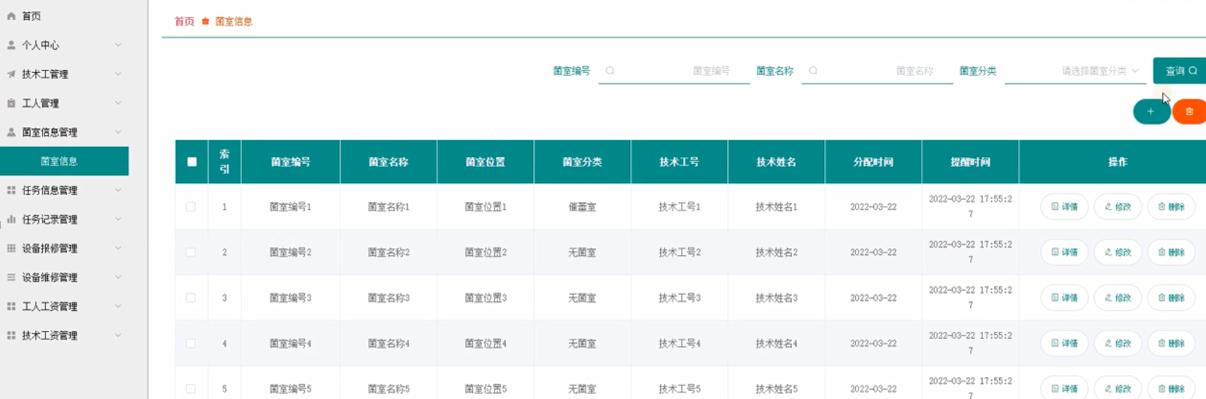 首页
个人中心
技术工管理
工人管理
菌室信息管理
菌室信息
任务信息管理
任务记录管理
设备报修管理
设备维修管理
工人工资管理
技术工资管理
首页 菌室信息
菌室编号 菌室编号 菌室名称 菌室名称 菌室分类 请选择菌室分类 查询
+
索引 菌室编号 菌室名称 菌室位置 菌室分类 技术工号 技术姓名 分配时间 提醒时间 操作
1 菌室编号1 菌室名称1 菌室位置1 催蕾室 技术工号1 技术姓名1 2022-03-22 2022-03-22 17:55:27 详情 修改 删除
2 菌室编号2 菌室名称2 菌室位置2 无菌室 技术工号2 技术姓名2 2022-03-22 2022-03-22 17:55:27 详情 修改 删除
3 菌室编号3 菌室名称3 菌室位置3 无菌室 技术工号3 技术姓名3 2022-03-22 2022-03-22 17:55:27 详情 修改 删除
4 菌室编号4 菌室名称4 菌室位置4 无菌室 技术工号4 技术姓名4 2022-03-22 2022-03-22 17:55:27 详情 修改 删除
5 菌室编号5 菌室名称5 菌室位置5 无菌室 技术工号5 技术姓名5 2022-03-22 2022-03-22 17:55:2 详情 修改 删除